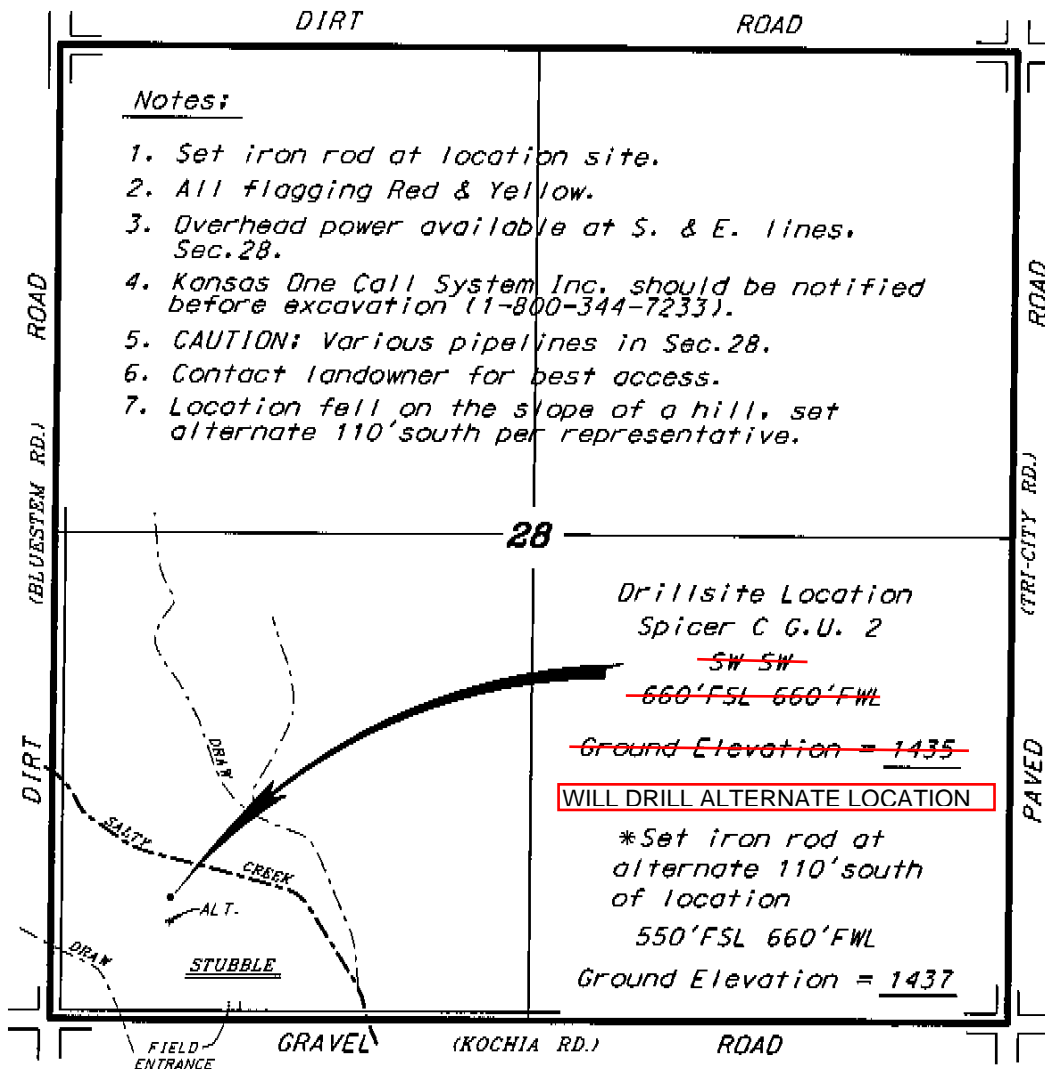 DIRT ROAD
Notes:
1. Set iron rod at location site.
2. All flagging Red & Yellow.
3. Overhead power available at S. & E. lines,
Sec.28.
4. Kansas One Call System Inc. should be notified
before excavation (1-800-344-7233).
5. CAUTION: Various pipelines in Sec.28.
6. Contact landowner for best access.
7. Location fell on the slope of a hill, set
alternate 110'south per representative.
ROAD
(BLUESTEM RD.)
DIRT
ROAD
(TRI-CITY RD.)
PAVED
28
Drillsite Location
Spicer C G.U. 2
SW SW
660'FSL 660'FWL
Ground Elevation = 1435
WILL DRILL ALTERNATE LOCATION
*Set iron rod at
alternate 110'south
of location
550'FSL 660'FWL
Ground Elevation = 1437
DRAW
SALTY CREEK
ALT.
DRAW
STUBBLE
FIELD
ENTRANCE
GRAVEL (KOCHIA RD.) ROAD